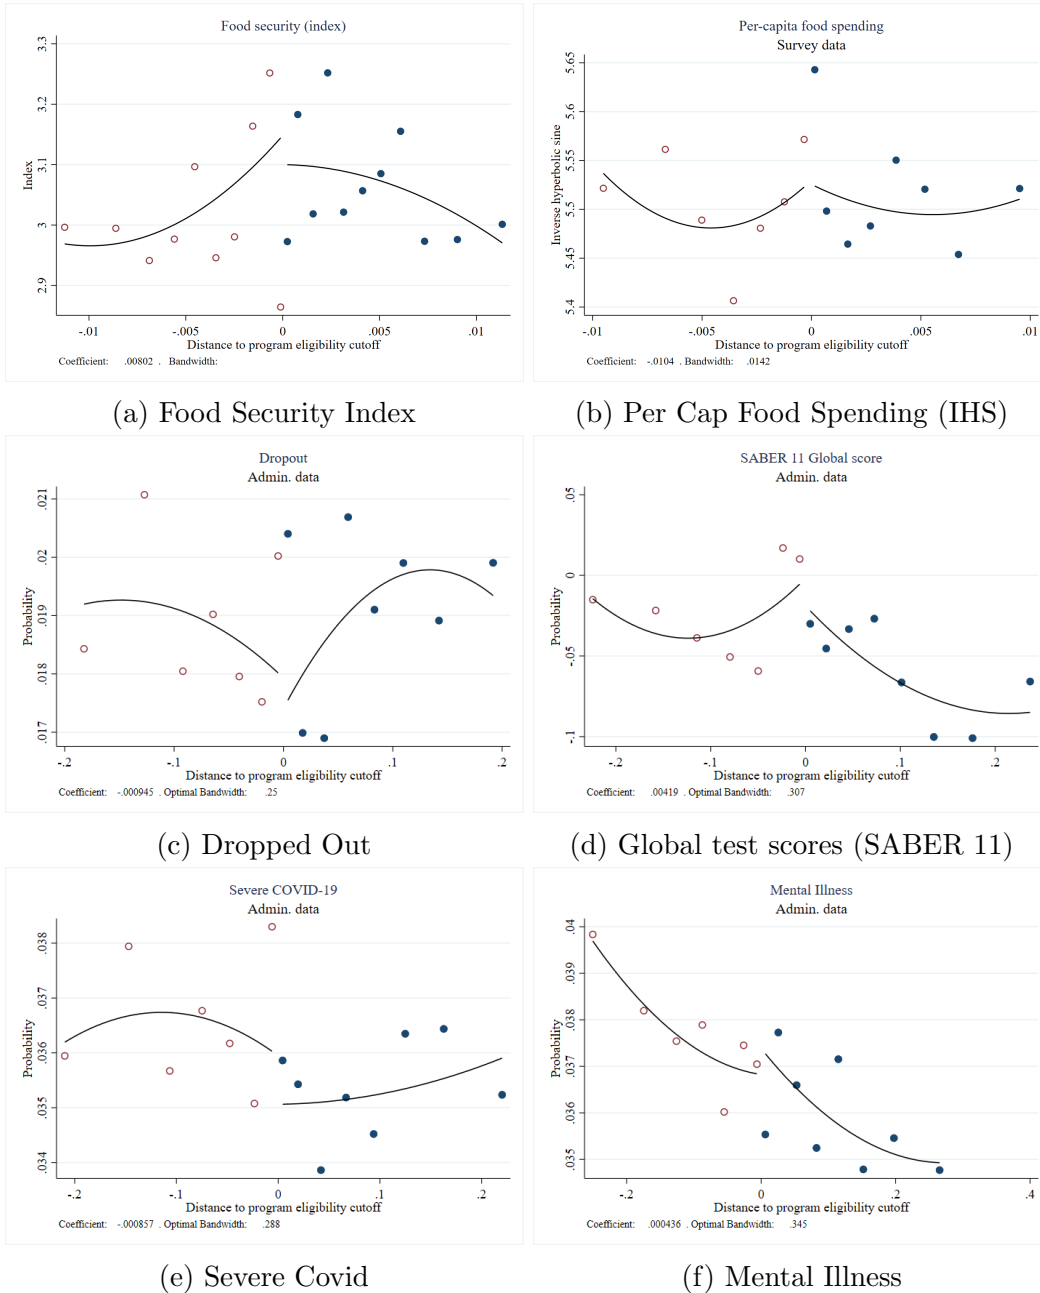 Food security (index)
3.3
3.2
3.1
3
2.9
Index
-.01 -.005 0 .005 .01
Distance to program eligibility cutoff
Coefficient: .00802 . Bandwidth:
(a) Food Security Index
Per-capita food spending
Survey data
5.65
5.6
5.55
5.5
5.45
5.4
Inverse hyperbolic sine
-.01 -.005 0 .005 .01
Distance to program eligibility cutoff
Coefficient: -.0104 . Bandwidth: .0142
(b) Per Cap Food Spending (IHS)
Dropout
Admin. data
.021
.02
.019
.018
.017
Probability
-.2 -.1 0 .1 .2
Distance to program eligibility cutoff
Coefficient: -.000945 . Optimal Bandwidth: .25
(c) Dropped Out
SABER 11 Global score
Admin. data
.05
0
-.05
-.1
Probability
-.2 -.1 0 .1 .2
Distance to program eligibility cutoff
Coefficient: .00419 . Optimal Bandwidth: .307
(d) Global test scores (SABER 11)
Severe COVID-19
Admin. data
.038
.037
.036
.035
.034
Probability
-.2 -.1 0 .1 .2
Distance to program eligibility cutoff
Coefficient: -.000857 . Optimal Bandwidth: .288
(e) Severe Covid
Mental Illness
Admin. data
.04
.039
.038
.037
.036
.035
Probability
-.2 0 .2 .4
Distance to program eligibility cutoff
Coefficient: .000436 . Optimal Bandwidth: .345
(f) Mental Illness